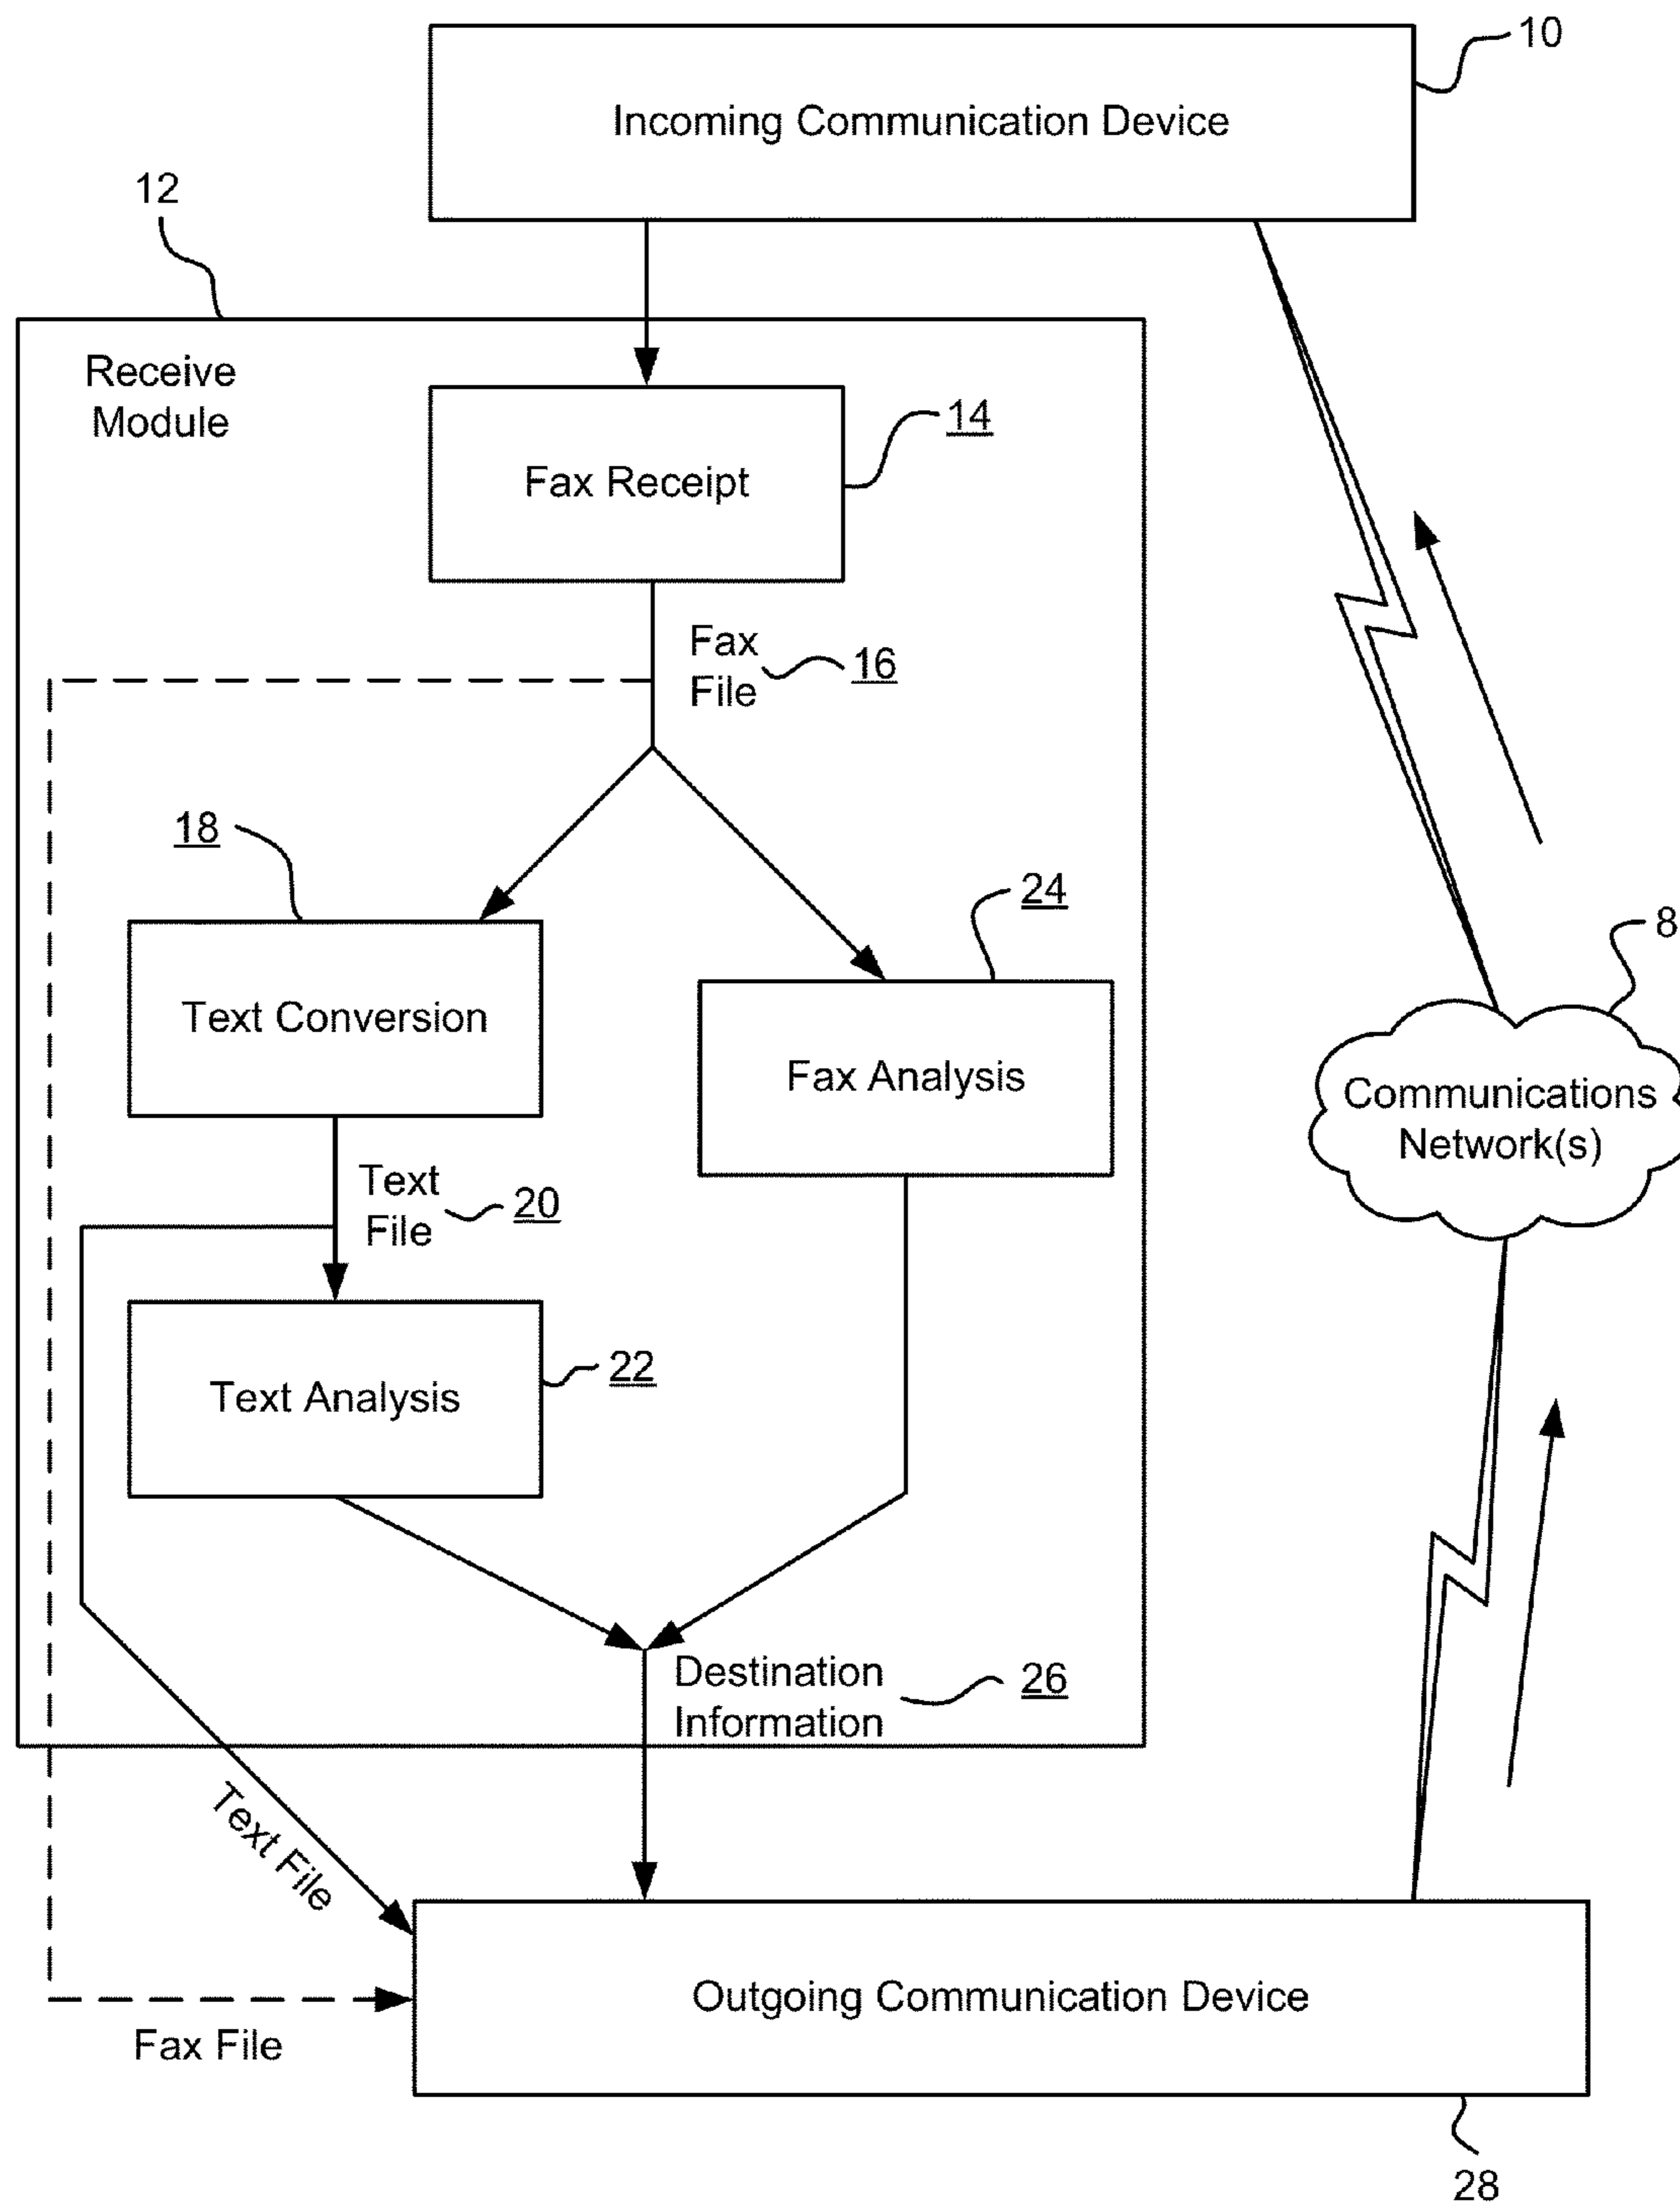 10
Incoming Communication Device
12
Receive
Module
14
Fax Receipt
Fax
File
16
18
24
8
Text Conversion
Fax Analysis
Communications
Network(s)
Text
File
20
22
Text Analysis
Destination
Information
26
Text File
Outgoing Communication Device
Fax File
28